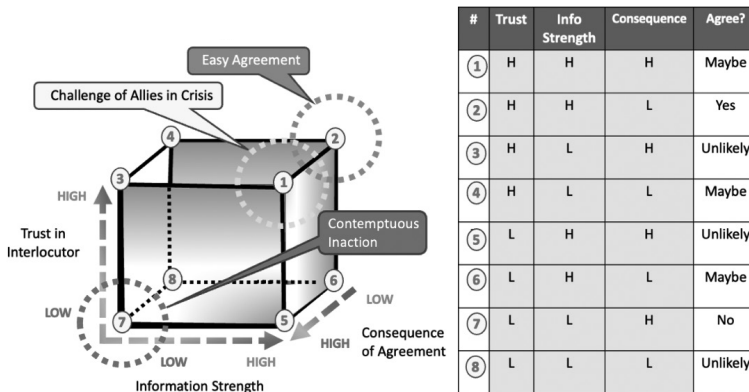 Easy Agreement
Challenge of Allies in Crisis
4
2
3
1
HIGH
Trust in
Interlocutor
Contemptuous
Inaction
8
6
LOW
LOW
7
5
HIGH
LOW
HIGH
Consequence
of Agreement
Information Strength
# Trust Info Strength Consequence Agree?
1 H H H Maybe
2 H H L Yes
3 H L H Unlikely
4 H L L Maybe
5 L H H Unlikely
6 L H L Maybe
7 L L H No
8 L L L Unlikely